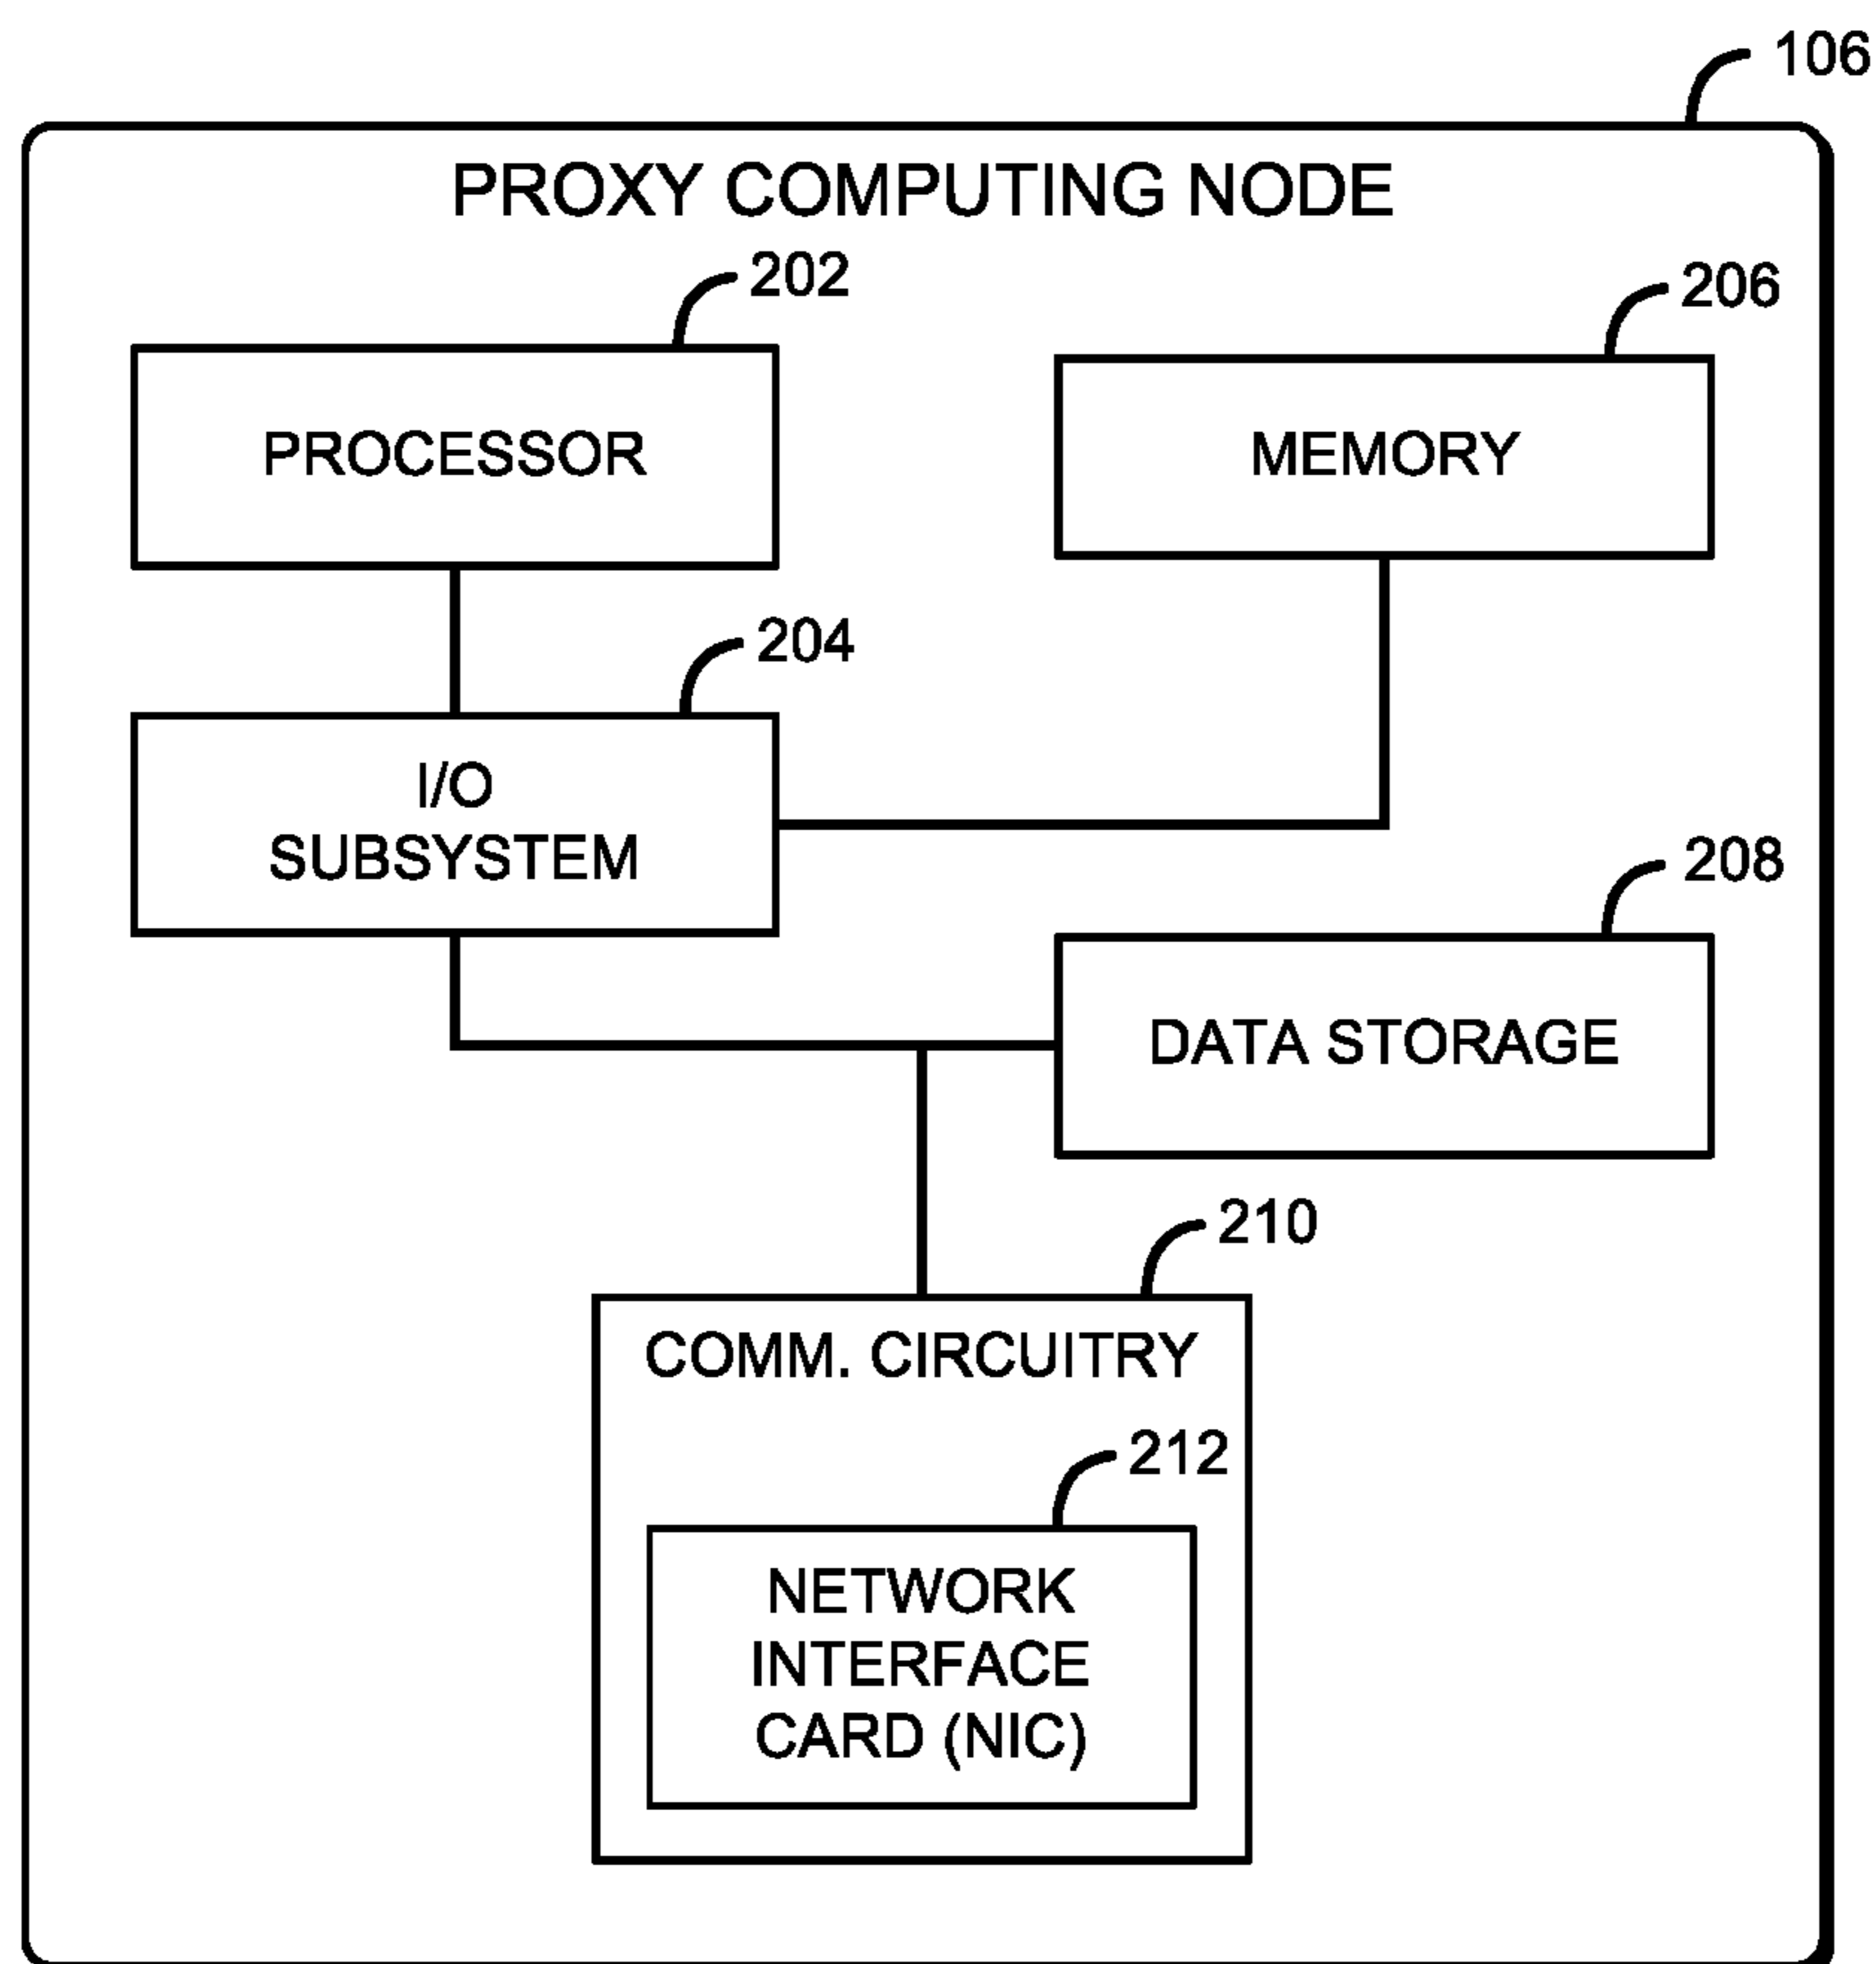 106
PROXY COMPUTING NODE
202
206
PROCESSOR
MEMORY
204
I/O
SUBSYSTEM
208
DATA STORAGE
210
COMM. CIRCUITRY
212
NETWORK
INTERFACE
CARD (NIC)